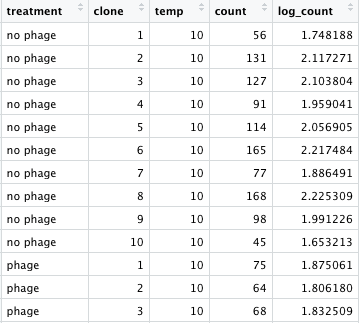 treatment clone temp count log_count
no phage 1 10 56 1.748188
no phage 2 10 131 2.117271
no phage 3 10 127 2.103804
no phage 4 10 91 1.959041
no phage 5 10 114 2.056905
no phage 6 10 165 2.217484
no phage 7 10 77 1.886491
no phage 8 10 168 2.225309
no phage 9 10 98 1.991226
no phage 10 10 45 1.653213
phage 1 10 75 1.875061
phage 2 10 64 1.806180
phage 3 10 68 1.832509